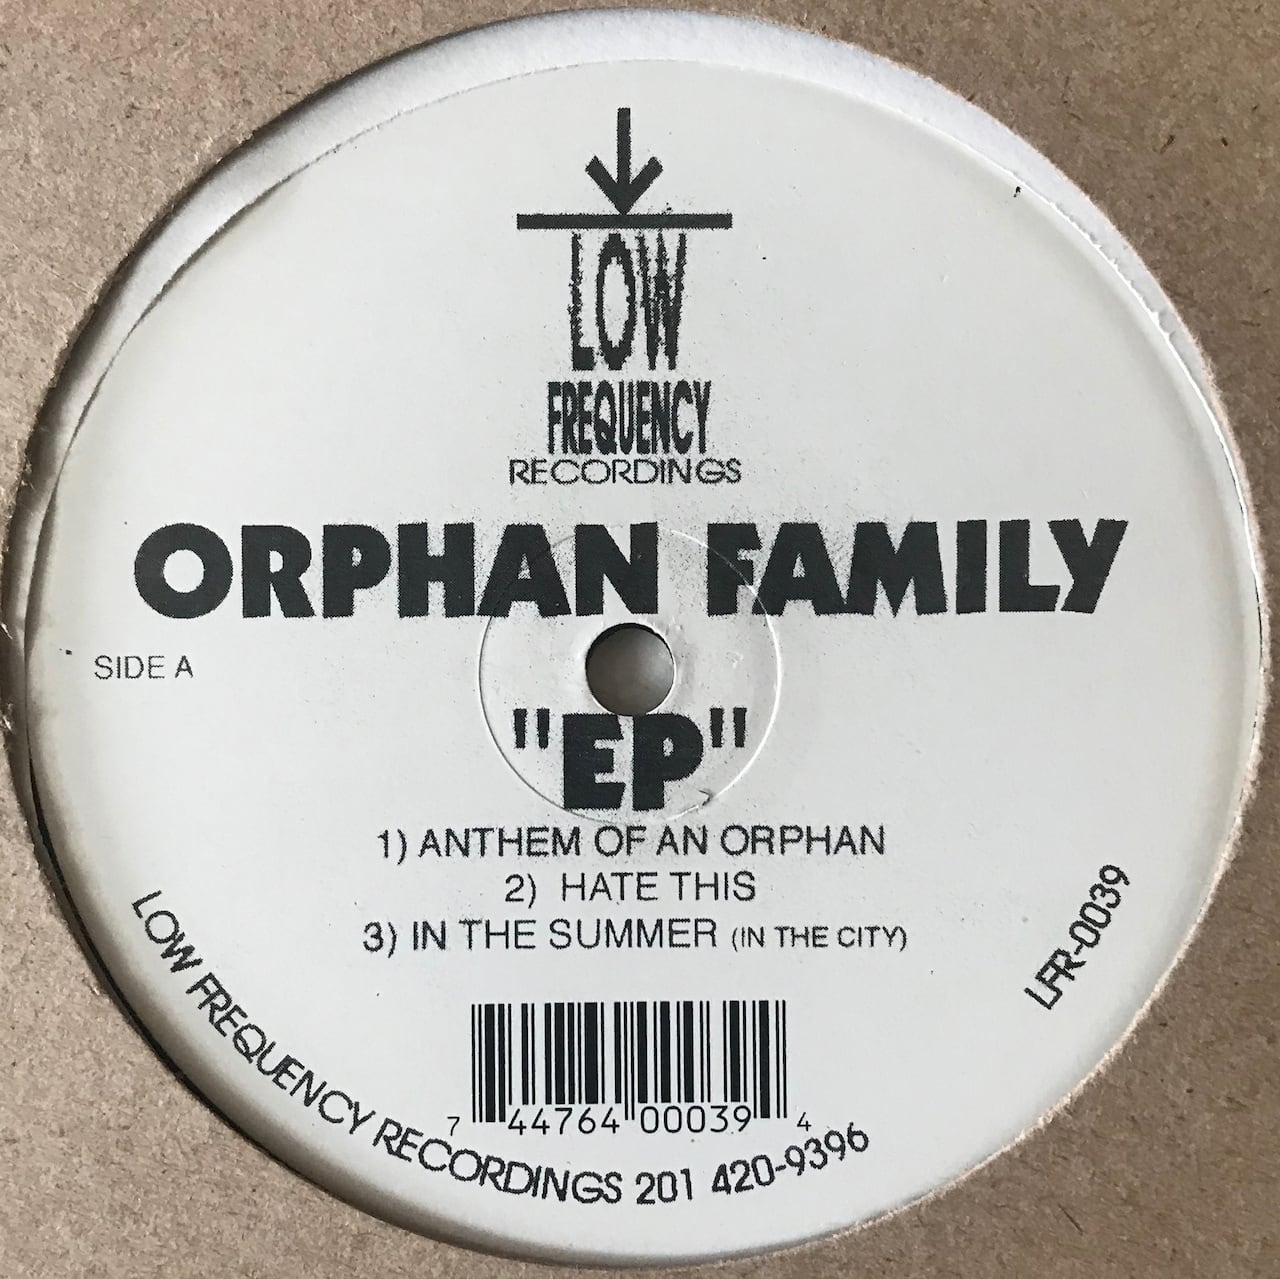 LOW
FREQUENCY
RECORDINGS
ORPHAN FAMILY
SIDE A
"EP"
1) ANTHEM OF AN ORPHAN
2) HATE THIS
3) IN THE SUMMER (IN THE CITY)
LFR-0039
7 44764 00039 4
LOW FREQUENCY RECORDINGS 201 420-9396